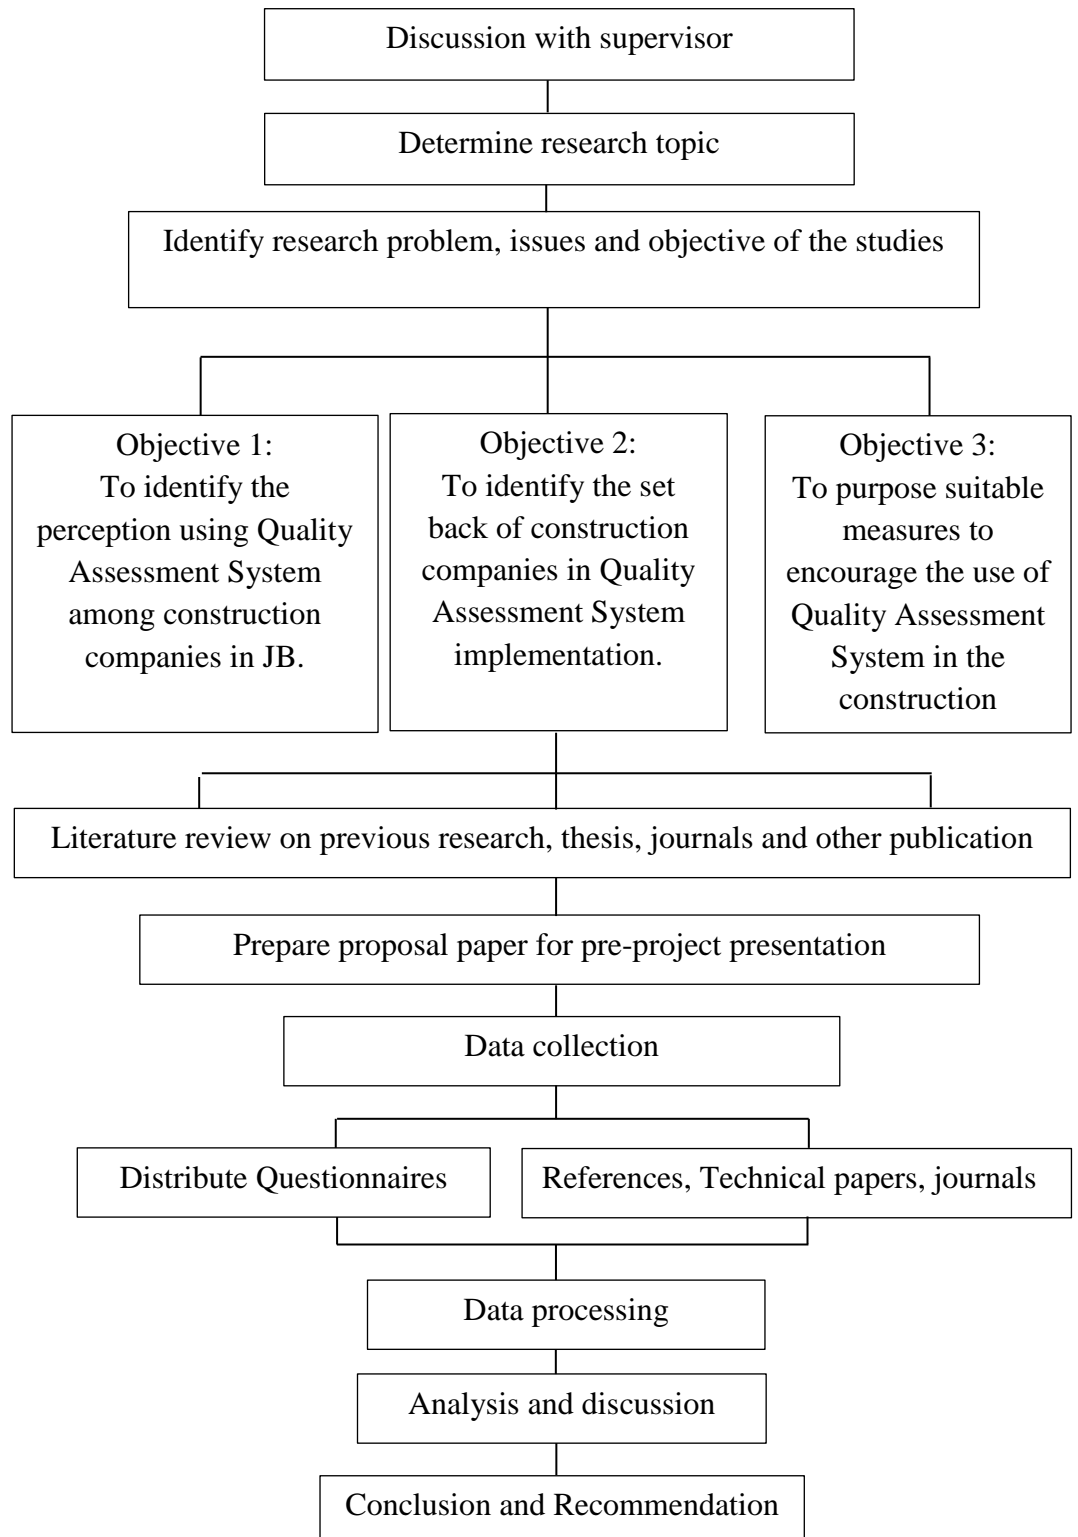 Discussion with supervisor
Determine research topic
Identify research problem, issues and objective of the studies
Objective 1:
To identify the
perception using Quality
Assessment System
among construction
companies in JB.
Objective 2:
To identify the set
back of construction
companies in Quality
Assessment System
implementation.
Objective 3:
To purpose suitable
measures to
encourage the use of
Quality Assessment
System in the
construction
Literature review on previous research, thesis, journals and other publication
Prepare proposal paper for pre-project presentation
Data collection
Distribute Questionnaires
References, Technical papers, journals
Data processing
Analysis and discussion
Conclusion and Recommendation